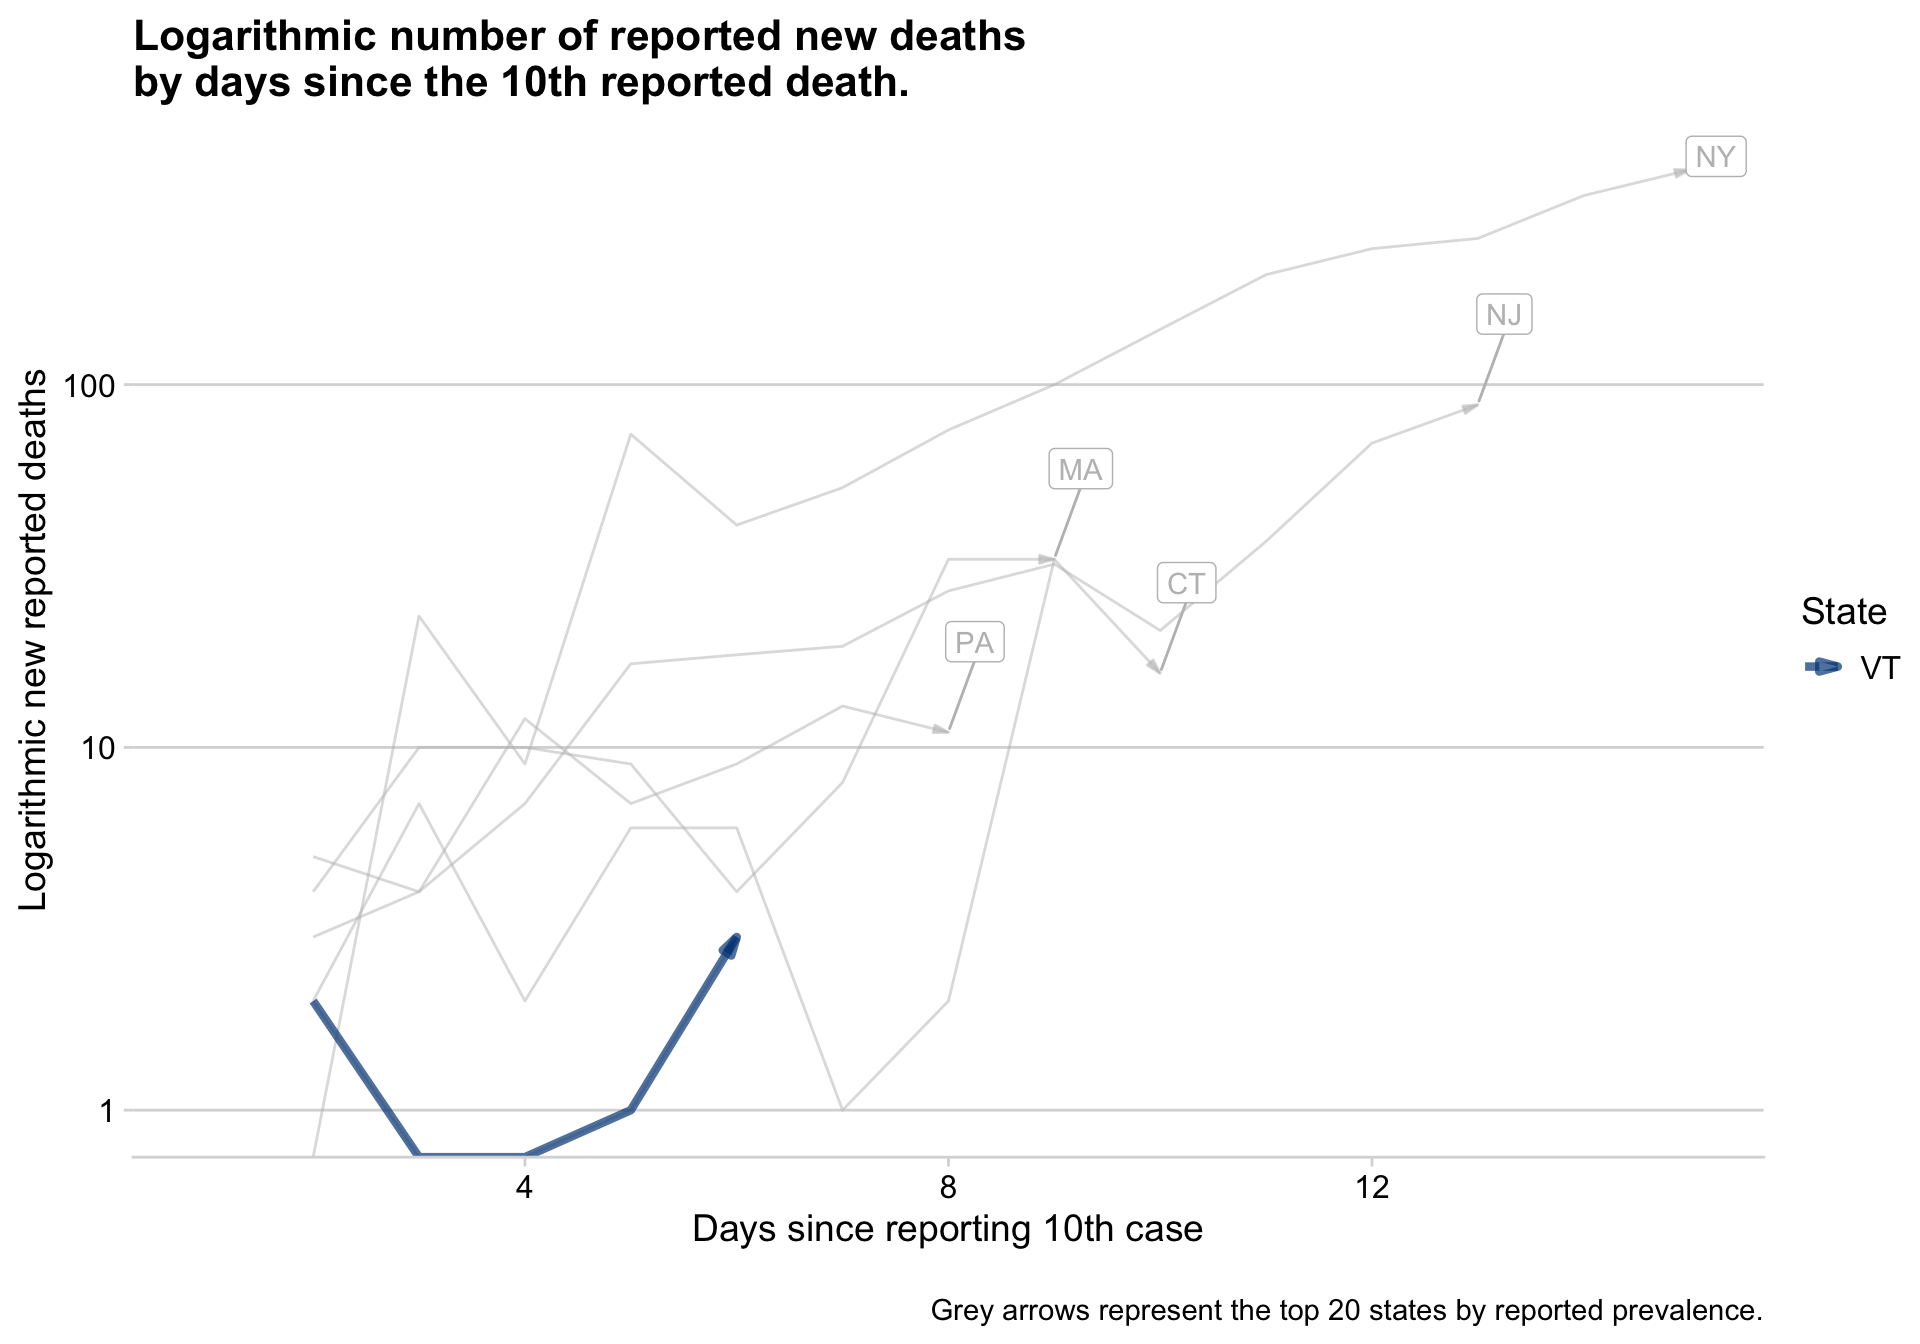 Logarithmic number of reported new deaths
by days since the 10th reported death.
NY
NJ
MA
CT
PA
Logarithmic new reported deaths
100
10
1
4
8
12
Days since reporting 10th case
State
VT
Grey arrows represent the top 20 states by reported prevalence.